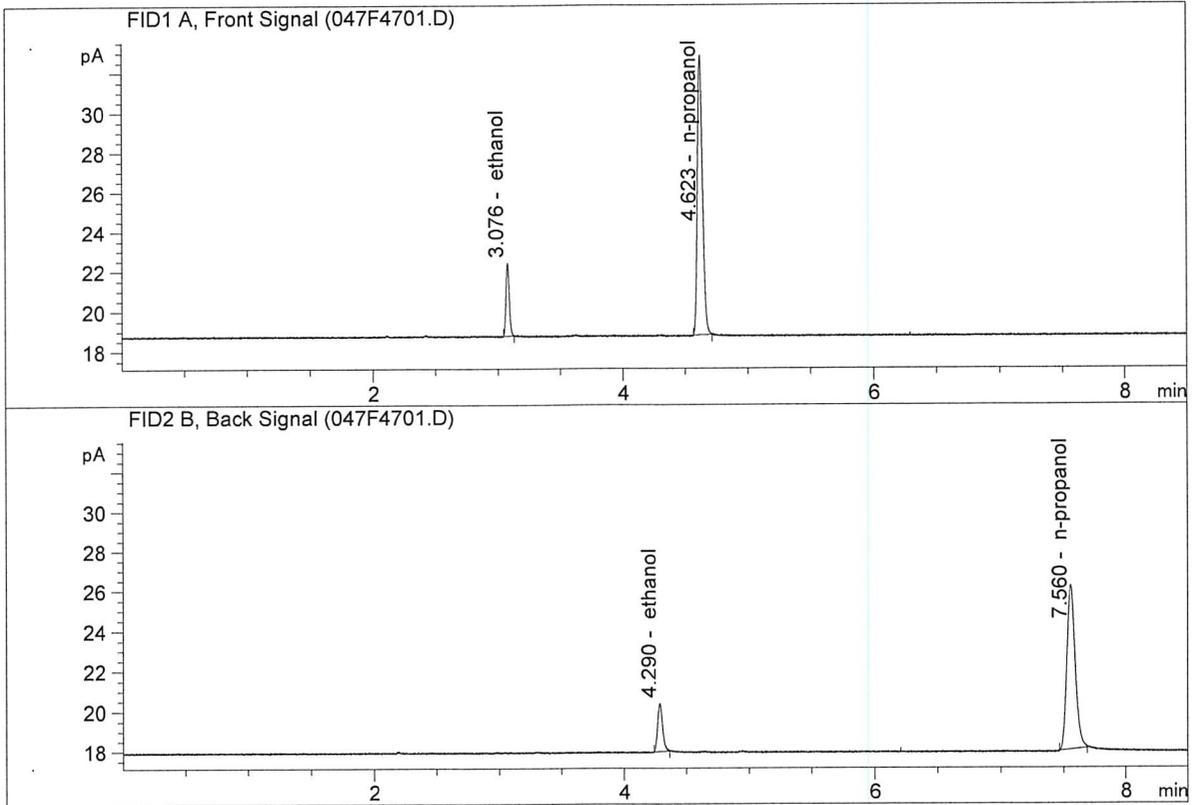 FID1 A, Front Signal (047F4701.D)
pA
3.076 - ethanol
4.623 - n-propanol
30
28
26
24
22
20
18
2
4
6
8
min
FID2 B, Back Signal (047F4701.D)
pA
4.290 - ethanol
7.560 - n-propanol
30
28
26
24
22
20
18
2
4
6
8
min